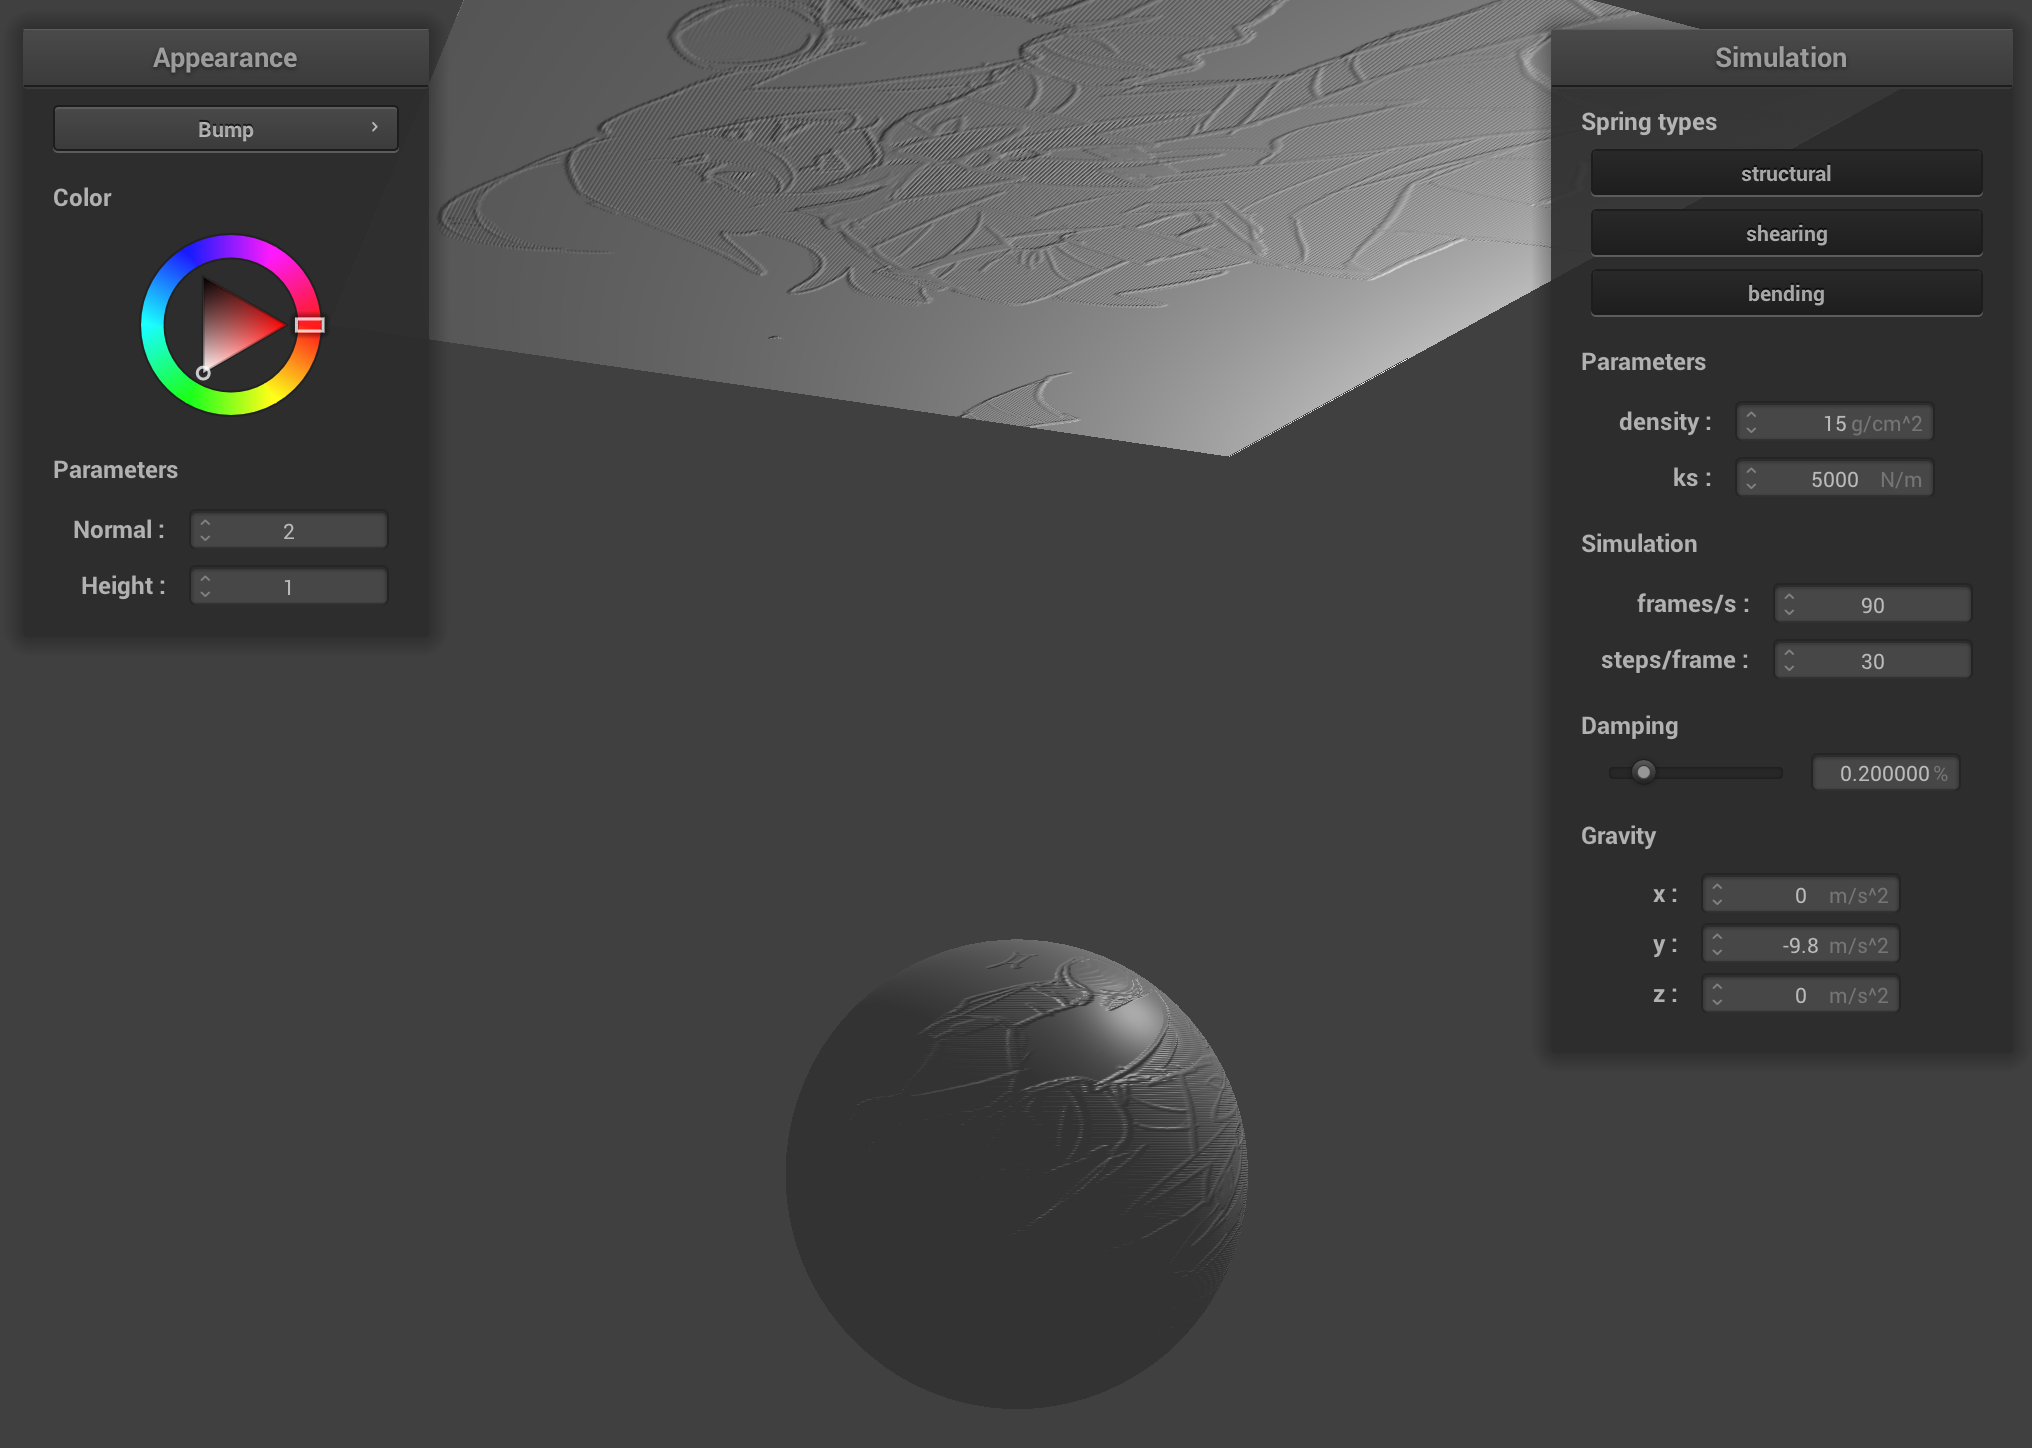 Appearance
Bump
Color
Parameters
Normal : 2
Height : 1
Simulation
Spring types
structural
shearing
bending
Parameters
density : 15 g/cm^2
ks : 5000 N/m
Simulation
frames/s : 90
steps/frame : 30
Damping
0.200000 %
Gravity
x : 0 m/s^2
y : -9.8 m/s^2
z : 0 m/s^2